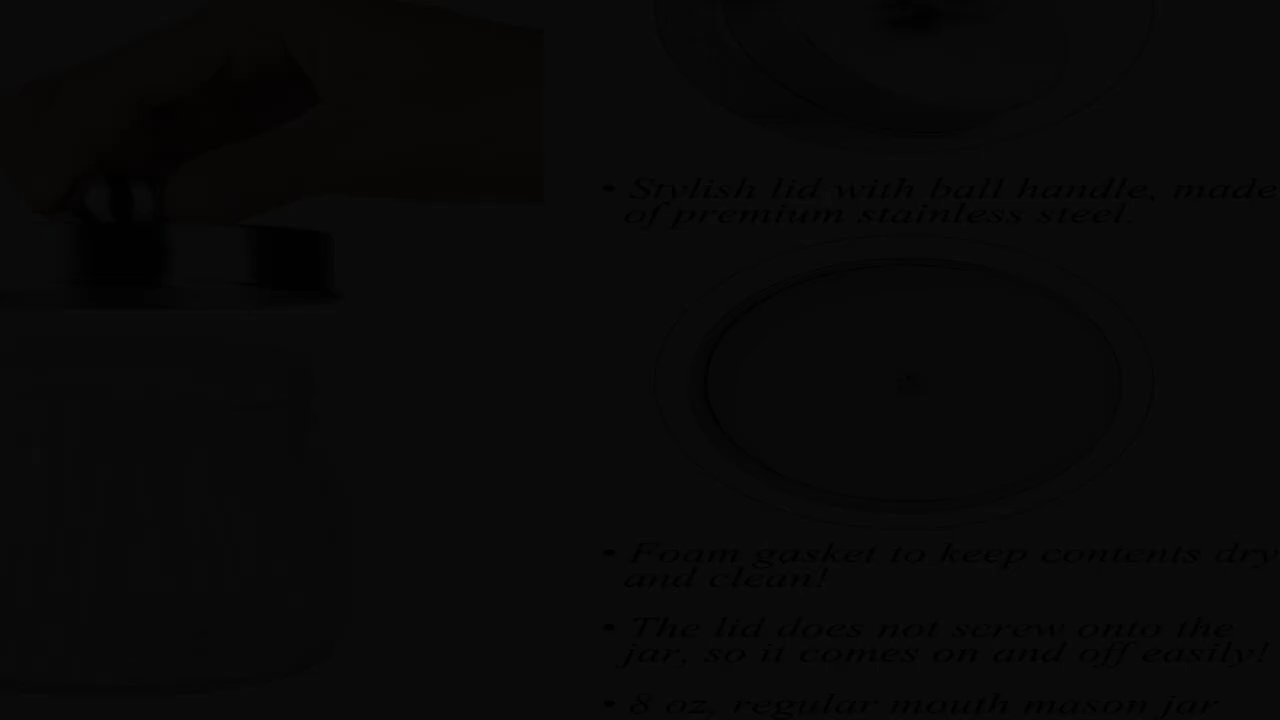 • Stylish lid with ball handle, made
of premium stainless steel.
• Foam gasket to keep contents dry
and clean!
• The lid does not screw onto the
jar, so it comes on and off easily!
• 8 oz, regular mouth mason jar